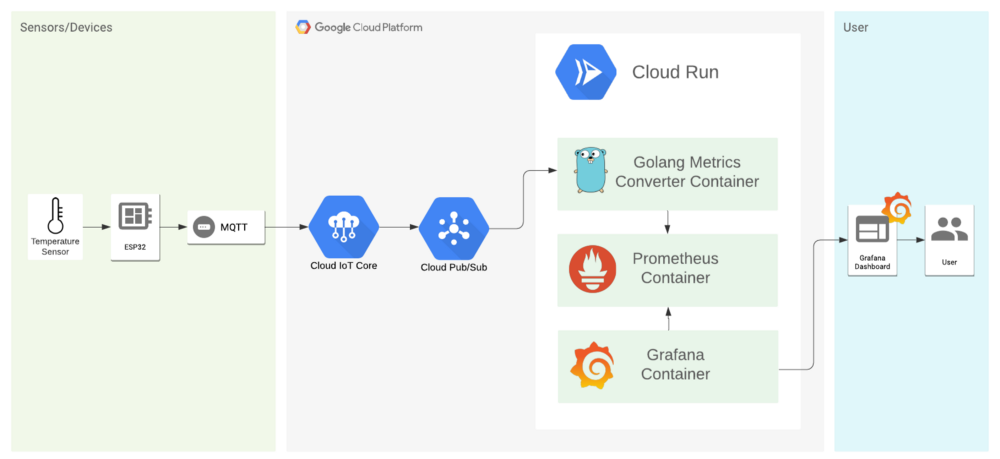 Sensors/Devices
Google Cloud Platform
User
Cloud Run
Golang Metrics
Converter Container
Temperature
Sensor
ESP32
MQTT
Cloud IoT Core
Cloud Pub/Sub
Prometheus
Container
Grafana
Container
Grafana
Dashboard
User